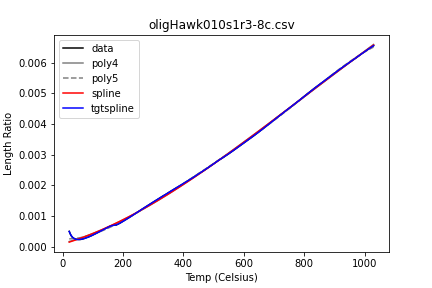 oligHawk010s1r3-8c.csv
data
poly4
poly5
spline
tgtspline
Length Ratio
0.006
0.005
0.004
0.003
0.002
0.001
0.000
0 200 400 600 800 1000
Temp (Celsius)